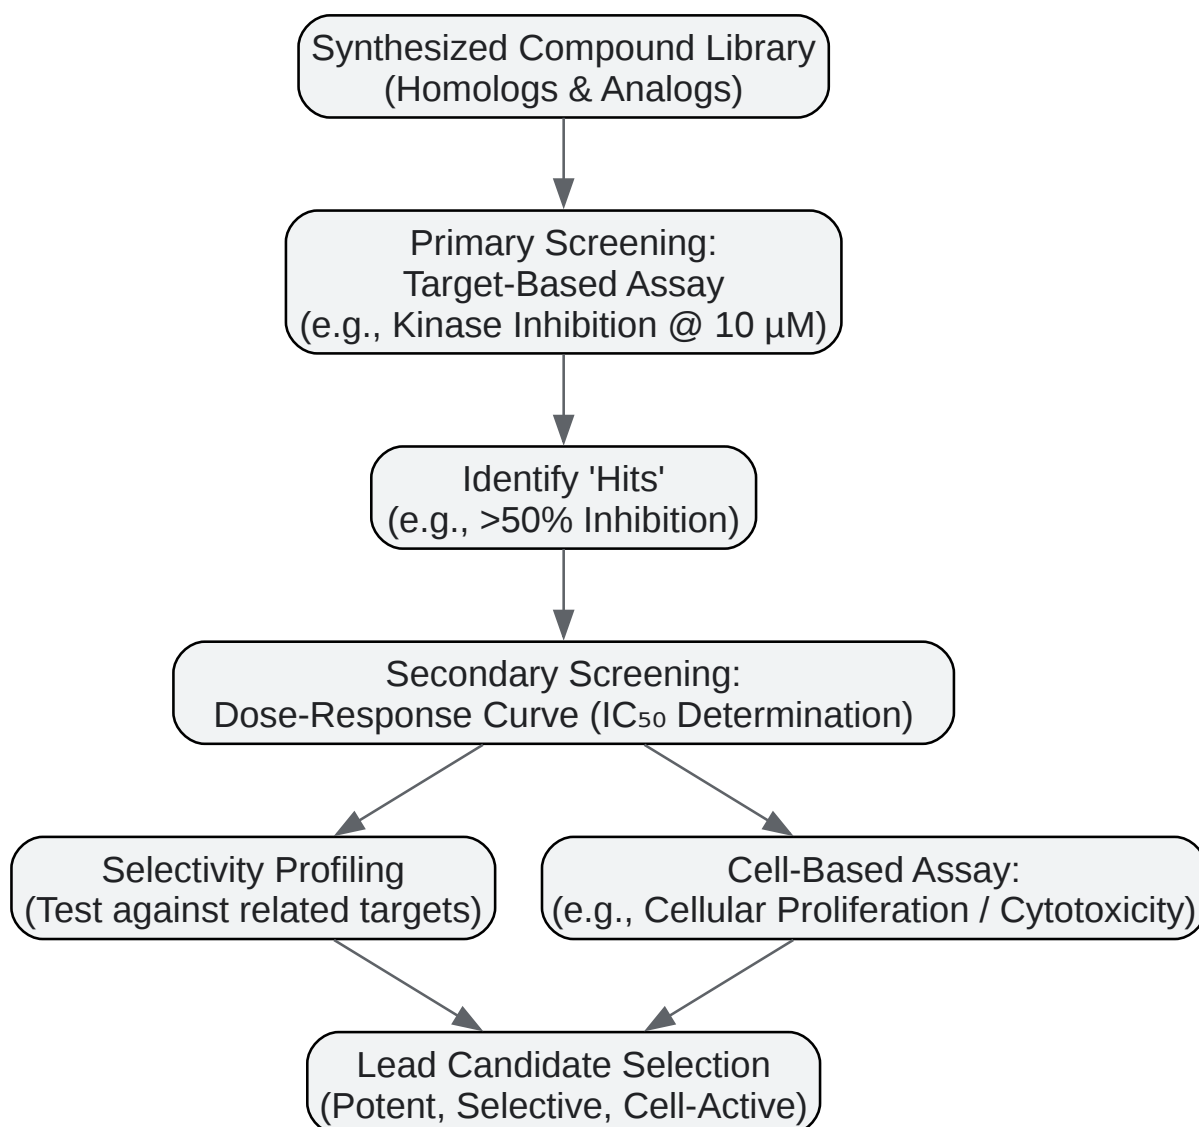 Synthesized Compound Library
(Homologs & Analogs)
Primary Screening:
Target-Based Assay
(e.g., Kinase Inhibition @ 10 µM)
Identify 'Hits'
(e.g., >50% Inhibition)
Secondary Screening:
Dose-Response Curve (IC₅₀ Determination)
Selectivity Profiling
(Test against related targets)
Cell-Based Assay:
(e.g., Cellular Proliferation / Cytotoxicity)
Lead Candidate Selection
(Potent, Selective, Cell-Active)